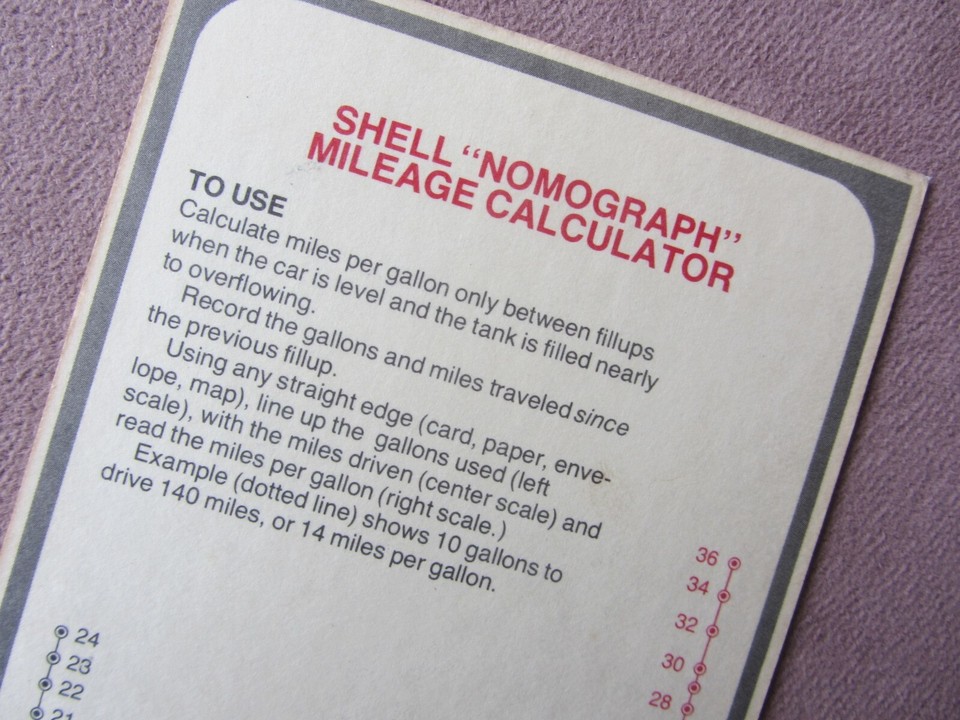 SHELL “NOMOGRAPH”
MILEAGE CALCULATOR
TO USE
Calculate miles per gallon only between fillups
when the car is level and the tank is filled nearly
to overflowing.
Record the gallons and miles traveled since
the previous fillup.
Using any straight edge (card, paper, enve-
lope, map), line up the gallons used (left
scale), with the miles driven (center scale) and
read the miles per gallon (right scale.)
Example (dotted line) shows 10 gallons to
drive 140 miles, or 14 miles per gallon.
36
34
32
30
28
24
23
22
21